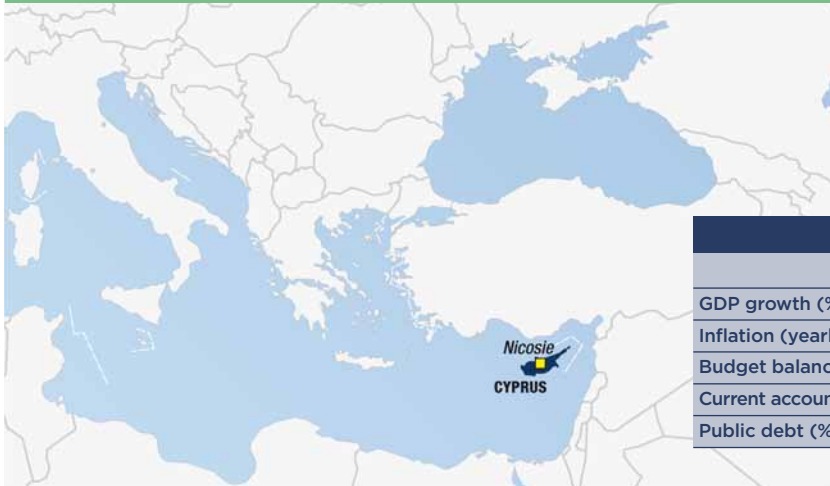 Nicosie
CYPRUS
GDP growth (%
Inflation (yearl
Budget balanc
Current accour
Public debt (%